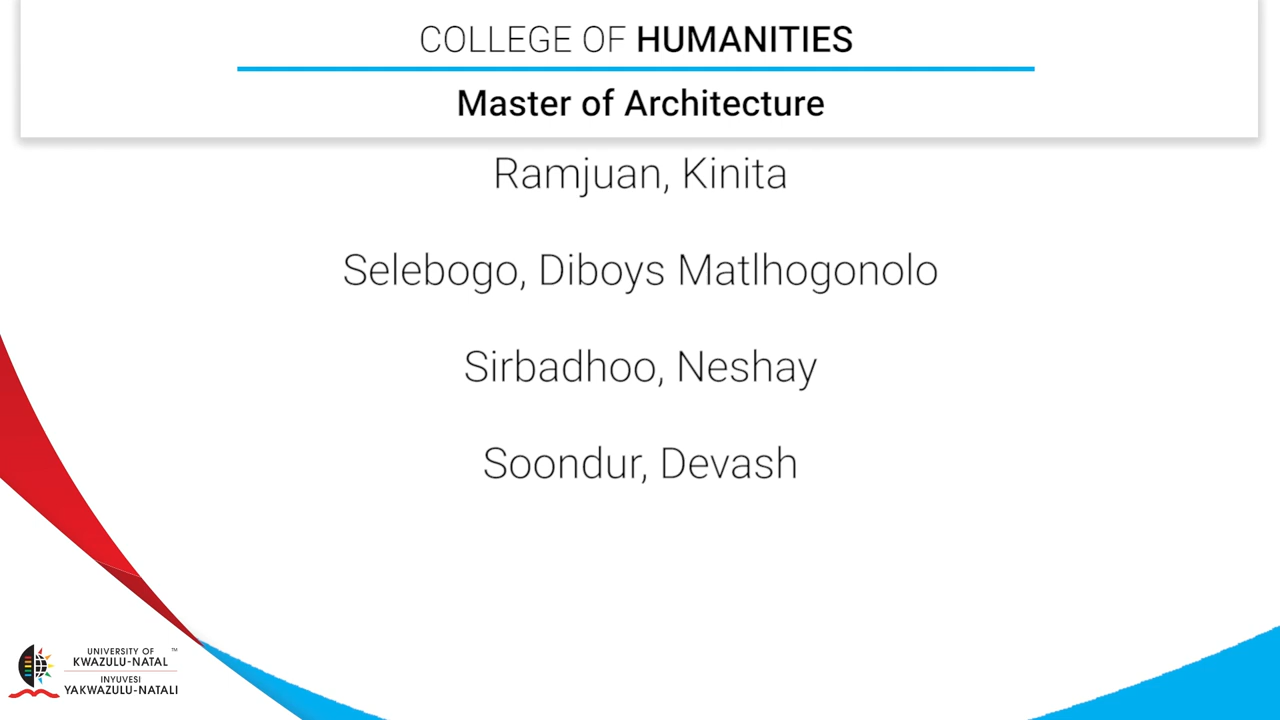 COLLEGE OF HUMANITIES
Master of Architecture
Ramjuan, Kinita
Selebogo, Diboys Matlhogonolo
Sirbadhoo, Neshay
Soondur, Devash
UNIVERSITY OF ™
KWAZULU-NATAL
INYUVESI
YAKWAZULU-NATALI